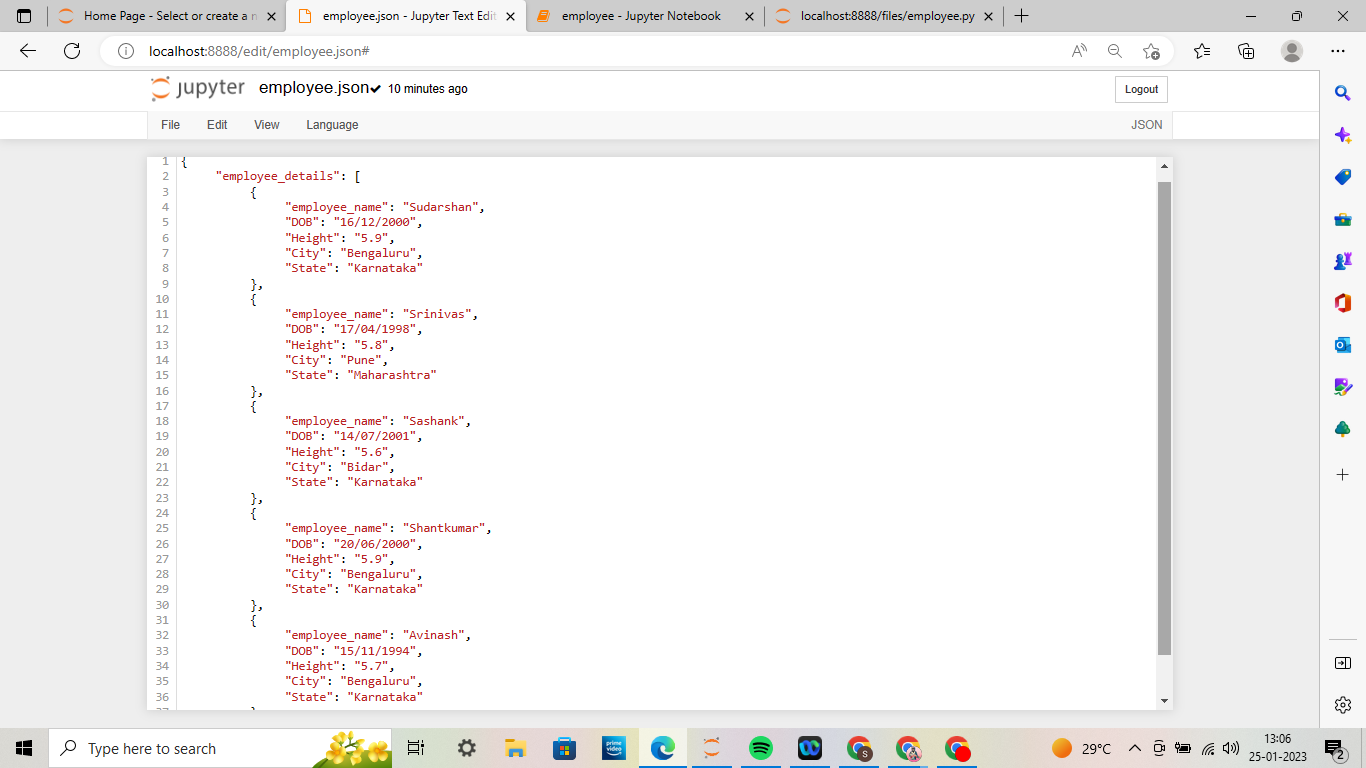 Home Page - Select or create a n
employee.json - Jupyter Text Edit
employee - Jupyter Notebook
localhost:8888/files/employee.py
localhost:8888/edit/employee.json#
jupyter employee.json 10 minutes ago
Logout
File Edit View Language
JSON
1 {
2 "employee_details": [
3 {
4 "employee_name": "Sudarshan",
5 "DOB": "16/12/2000",
6 "Height": "5.9",
7 "City": "Bengaluru",
8 "State": "Karnataka"
9 },
10 {
11 "employee_name": "Srinivas",
12 "DOB": "17/04/1998",
13 "Height": "5.8",
14 "City": "Pune",
15 "State": "Maharashtra"
16 },
17 {
18 "employee_name": "Sashank",
19 "DOB": "14/07/2001",
20 "Height": "5.6",
21 "City": "Bidar",
22 "State": "Karnataka"
23 },
24 {
25 "employee_name": "Shantkumar",
26 "DOB": "20/06/2000",
27 "Height": "5.9",
28 "City": "Bengaluru",
29 "State": "Karnataka"
30 },
31 {
32 "employee_name": "Avinash",
33 "DOB": "15/11/1994",
34 "Height": "5.7",
35 "City": "Bengaluru",
36 "State": "Karnataka"
Type here to search
prime video
S
29°C
13:06
25-01-2023
2